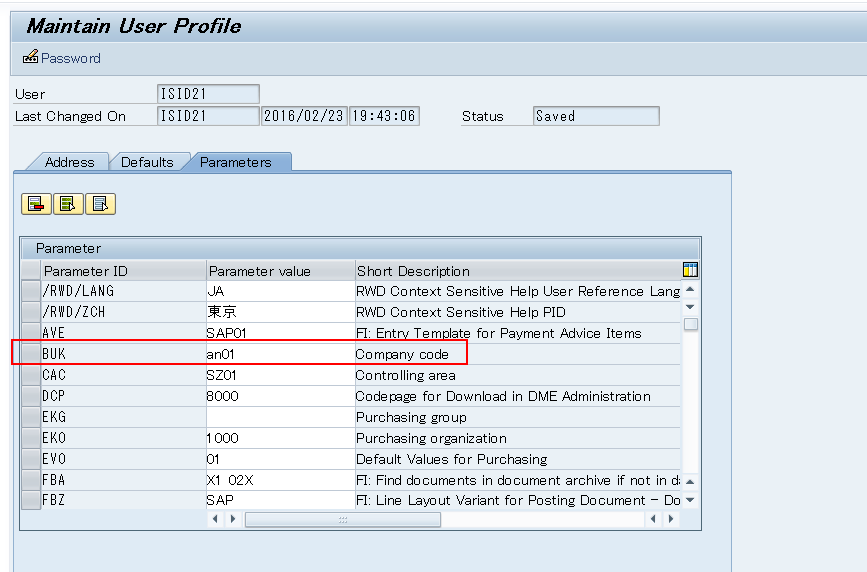 Maintain User Profile
Password
User ISID21
Last Changed On ISID21 2016/02/23 19:43:06 Status Saved
Address Defaults Parameters
Parameter
Parameter ID Parameter value Short Description
/RWD/LANG JA RWD Context Sensitive Help User Reference Lang
/RWD/ZCH 東京 RWD Context Sensitive Help PID
AVE SAP01 FI: Entry Template for Payment Advice Items
BUK an01 Company code
CAC SZ01 Controlling area
DCP 8000 Codepage for Download in DME Administration
EKG Purchasing group
EKO 1000 Purchasing organization
EVO 01 Default Values for Purchasing
FBA X1 02X FI: Find documents in document archive if not in da
FBZ SAP FI: Line Layout Variant for Posting Document - Do